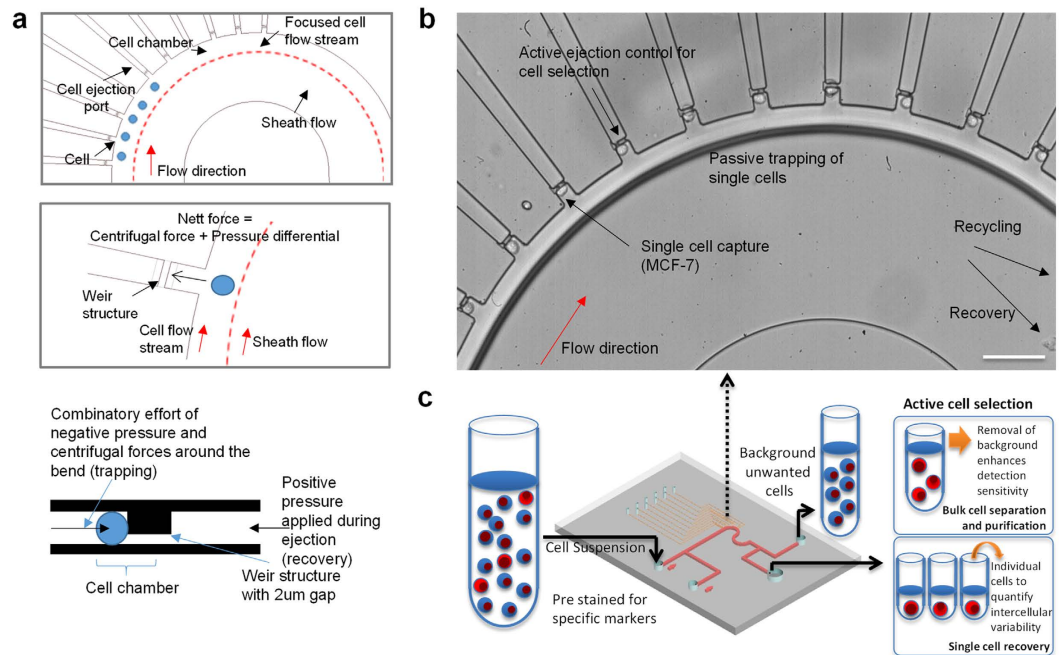 a
Focused cell
flow stream
Cell chamber
Cell ejection
port
Sheath flow
Cell
Flow direction
Nett force =
Centrifugal force + Pressure differential
Weir
structure
Cell flow
stream
Sheath flow
Combinatory effort of
negative pressure and
centrifugal forces around the
bend (trapping)
Positive
pressure
applied during
ejection
(recovery)
Cell chamber
Weir structure
with 2um gap
b
Active ejection control for
cell selection
Passive trapping of
single cells
Single cell capture
(MCF-7)
Recycling
Recovery
Flow direction
c
Cell Suspension
Pre stained for
specific markers
Background
unwanted
cells
Active cell selection
Removal of
background
enhances
detection
sensitivity
Bulk cell separation
and purification
Individual
cells to
quantify
intercellular
variability
Single cell recovery